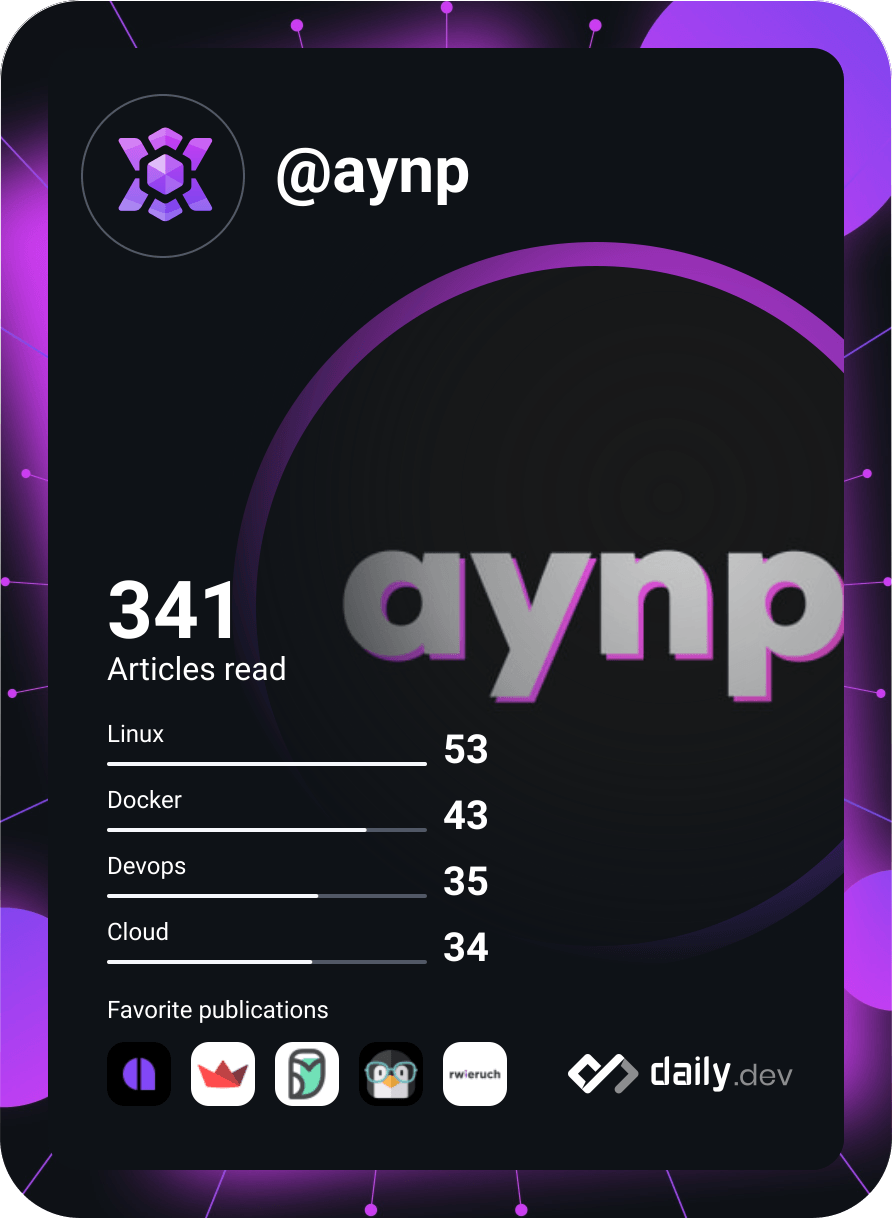 @aynp
aynp
341
Articles read
Linux
53
Docker
43
Devops
35
Cloud
34
Favorite publications
rwieruch
daily.dev